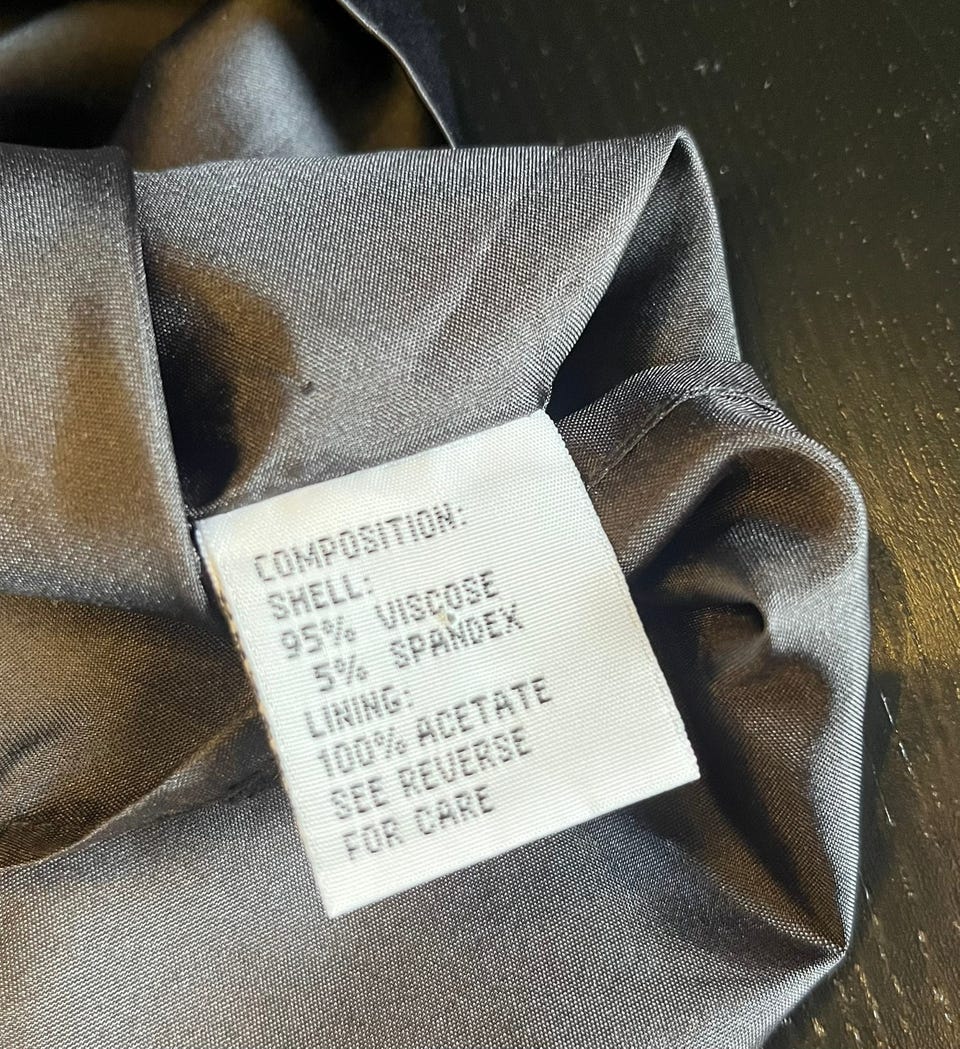 COMPOSITION:
SHELL:
95% VISCOSE
5% SPANDEX
LINING:
100% ACETATE
SEE REVERSE
FOR CARE